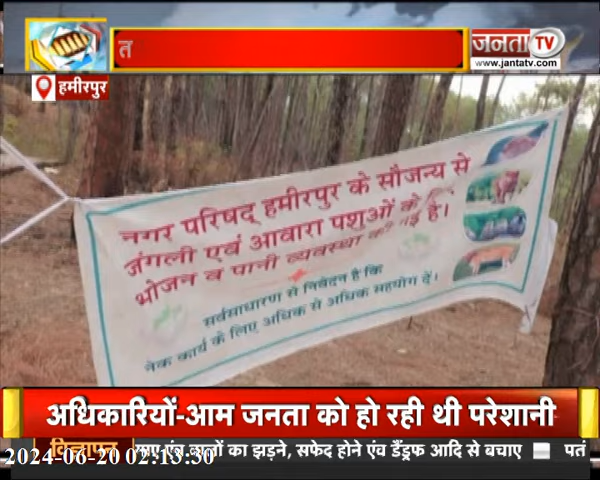 त
जनता TV
www.jantatv.com
हमीरपुर
नगर परिषद् हमीरपुर के सौजन्य से
जंगली एवं आवारा पशुओं के
भोजन व पानी व्यवस्था की गई है।
सर्वसाधारण से निवेदन है कि
नेक कार्य के लिए अधिक से अधिक सहयोग दें।
अधिकारियों-आम जनता को हो रही थी परेशानी
विज्ञापन
का झड़ने, सफेद होने एंव डैंड्रफ आदि से बचाए
पतं
2024-06-20 02:13:30